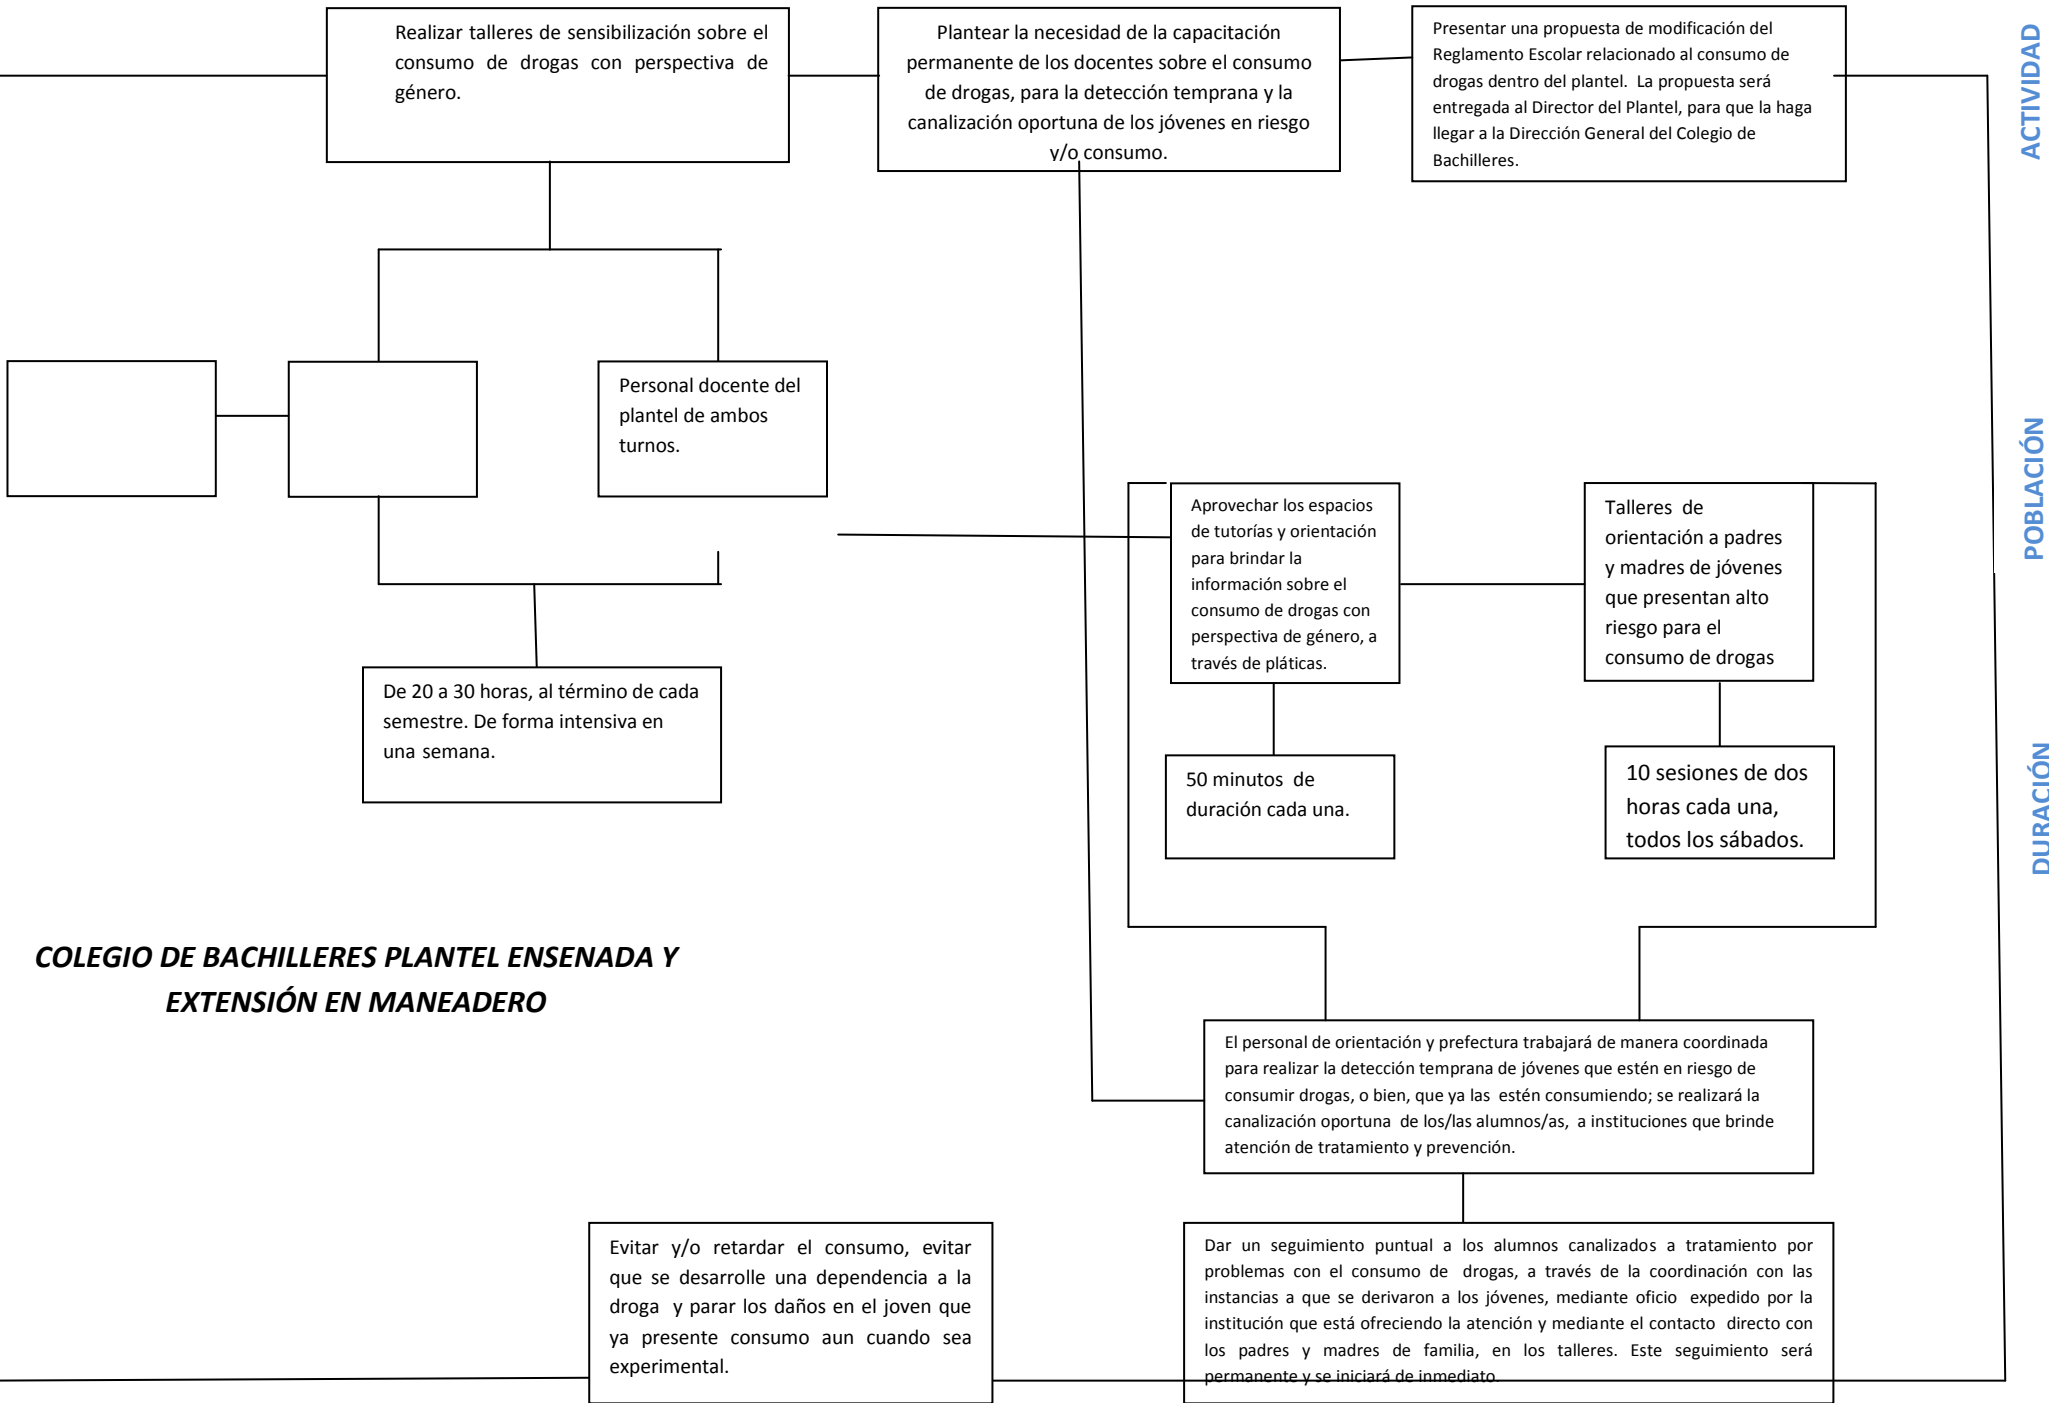 Realizar talleres de sensibilización sobre el
consumo de drogas con perspectiva de
género.
Plantear la necesidad de la capacitación
permanente de los docentes sobre el consumo
de drogas, para la detección temprana y la
canalización oportuna de los jóvenes en riesgo
y/o consumo.
Presentar una propuesta de modificación del
Reglamento Escolar relacionado al consumo de
drogas dentro del plantel. La propuesta será
entregada al Director del Plantel, para que la haga
llegar a la Dirección General del Colegio de
Bachilleres.
ACTIVIDAD
Personal docente del
plantel de ambos
turnos.
POBLACIÓN
Aprovechar los espacios
de tutorías y orientación
para brindar la
información sobre el
consumo de drogas con
perspectiva de género, a
través de pláticas.
Talleres de
orientación a padres
y madres de jóvenes
que presentan alto
riesgo para el
consumo de drogas
De 20 a 30 horas, al término de cada
semestre. De forma intensiva en
una semana.
50 minutos de
duración cada una.
10 sesiones de dos
horas cada una,
todos los sábados.
DURACIÓN
COLEGIO DE BACHILLERES PLANTEL ENSENADA Y
EXTENSIÓN EN MANEADERO
El personal de orientación y prefectura trabajará de manera coordinada
para realizar la detección temprana de jóvenes que estén en riesgo de
consumir drogas, o bien, que ya las estén consumiendo; se realizará la
canalización oportuna de los/las alumnos/as, a instituciones que brinde
atención de tratamiento y prevención.
Evitar y/o retardar el consumo, evitar
que se desarrolle una dependencia a la
droga y parar los daños en el joven que
ya presente consumo aun cuando sea
experimental.
Dar un seguimiento puntual a los alumnos canalizados a tratamiento por
problemas con el consumo de drogas, a través de la coordinación con las
instancias a que se derivaron a los jóvenes, mediante oficio expedido por la
institución que está ofreciendo la atención y mediante el contacto directo con
los padres y madres de familia, en los talleres. Este seguimiento será
permanente y se iniciará de inmediato.